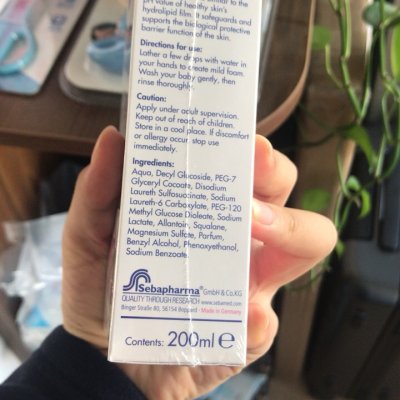 pH value of healthy skin's
hydrolipid film. It safeguards and
supports the biological protective
barrier function of the skin.
Directions for use:
Lather a few drops with water in
your hands to create mild foam.
Wash your baby gently, then
rinse thoroughly.
Caution:
Apply under adult supervision.
Keep out of reach of children.
Store in a cool place. If discomfort
or allergy occur, stop use
immediately.
Ingredients:
Aqua, Decyl Glucoside, PEG-7
Glyceryl Cocoate, Disodium
Laureth Sulfosuccinate, Sodium
Laureth-6 Carboxylate, PEG-120
Methyl Glucose Dioleate, Sodium
Lactate, Allantoin, Squalane,
Magnesium Sulfate, Parfum,
Benzyl Alcohol, Phenoxyethanol,
Sodium Benzoate.
Sebapharma® GmbH & Co.KG
QUALITY THROUGH RESEARCH www.sebamed.com
Binger Straße 80, 56154 Boppard · Made in Germany
Contents: 200ml e